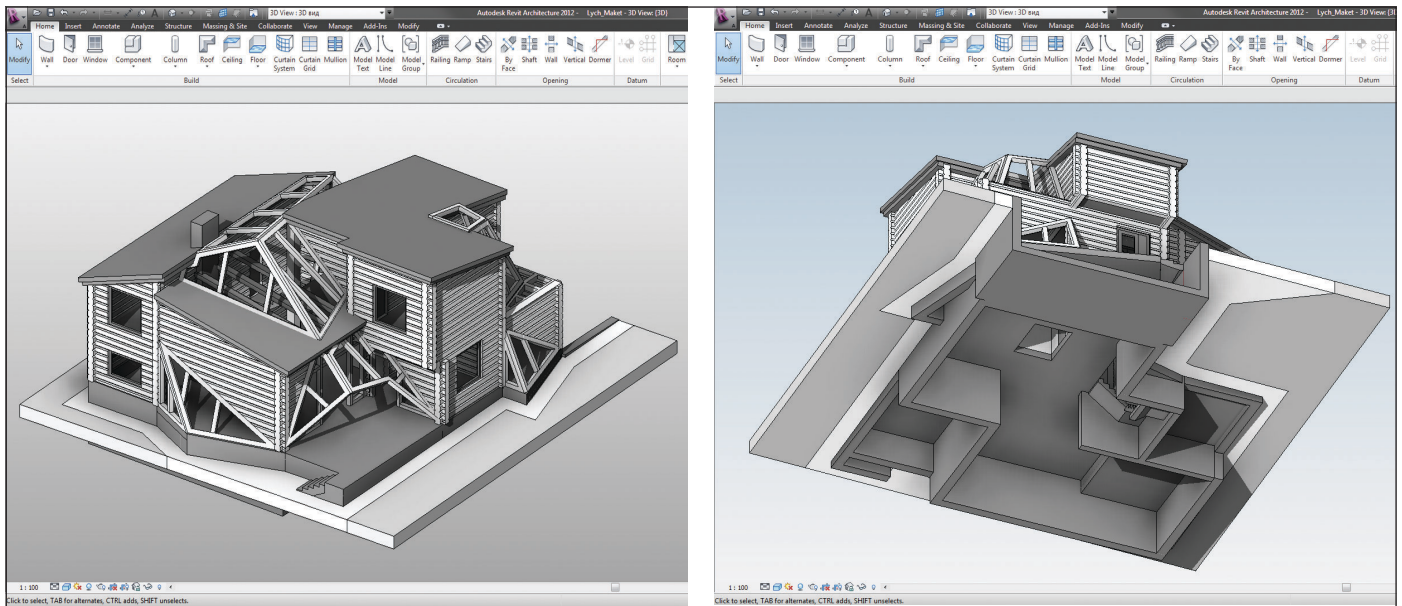 3D View : 3D вид
Autodesk Revit Architecture 2012 - Lych_Maket - 3D View: {3D}
Home Insert Annotate Analyze Structure Massing & Site Collaborate View Manage Add-Ins Modify
Modify Wall Door Window Component Column Roof Ceiling Floor Curtain System Curtain Grid Mullion Model Text Model Line Model Group Railing Ramp Stairs By Face Shaft Wall Vertical Dormer Level Grid Room
Select Build Model Circulation Opening Datum
1 : 100
Click to select, TAB for alternates, CTRL adds, SHIFT unselects.
3D View : 3D вид
Autodesk Revit Architecture 2012 - Lych_Maket - 3D View: {3I
Home Insert Annotate Analyze Structure Massing & Site Collaborate View Manage Add-Ins Modify
Modify Wall Door Window Component Column Roof Ceiling Floor Curtain System Curtain Grid Mullion Model Text Model Line Model Group Railing Ramp Stairs By Face Shaft Wall Vertical Dormer Level Grid
Select Build Model Circulation Opening Datum
1 : 100
Click to select, TAB for alternates, CTRL adds, SHIFT unselects.